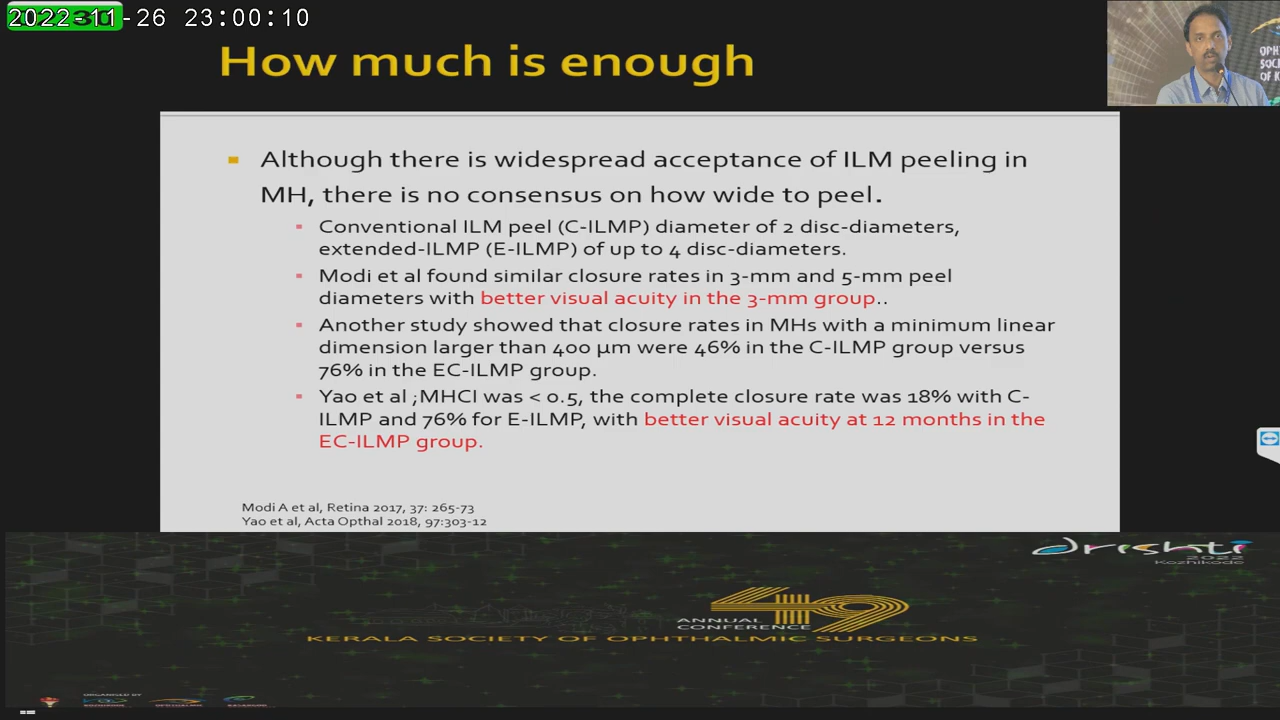 2022-11-26 23:00:10
How much is enough
OPH
SOCI
OF K
Although there is widespread acceptance of ILM peeling in
MH, there is no consensus on how wide to peel.
Conventional ILM peel (C-ILMP) diameter of 2 disc-diameters,
extended-ILMP (E-ILMP) of up to 4 disc-diameters.
Modi et al found similar closure rates in 3-mm and 5-mm peel
diameters with better visual acuity in the 3-mm group..
Another study showed that closure rates in MHs with a minimum linear
dimension larger than 400 µm were 46% in the C-ILMP group versus
76% in the EC-ILMP group.
Yao et al ;MHCI was < 0.5, the complete closure rate was 18% with C-
ILMP and 76% for E-ILMP, with better visual acuity at 12 months in the
EC-ILMP group.
Modi A et al, Retina 2017, 37: 265-73
Yao et al, Acta Opthal 2018, 97:303-12
Drishti
2022
Kozhikode
49
ANNUAL
CONFERENCE
KERALA SOCIETY OF OPHTHALMIC SURGEONS
ORGANISED BY